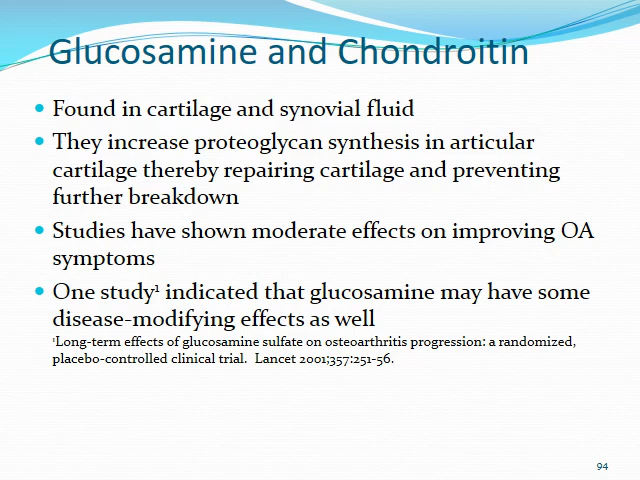 Glucosamine and Chondroitin
• Found in cartilage and synovial fluid
• They increase proteoglycan synthesis in articular
cartilage thereby repairing cartilage and preventing
further breakdown
• Studies have shown moderate effects on improving OA
symptoms
• One study¹ indicated that glucosamine may have some
disease-modifying effects as well
¹Long-term effects of glucosamine sulfate on osteoarthritis progression: a randomized,
placebo-controlled clinical trial. Lancet 2001;357:251-56.
94